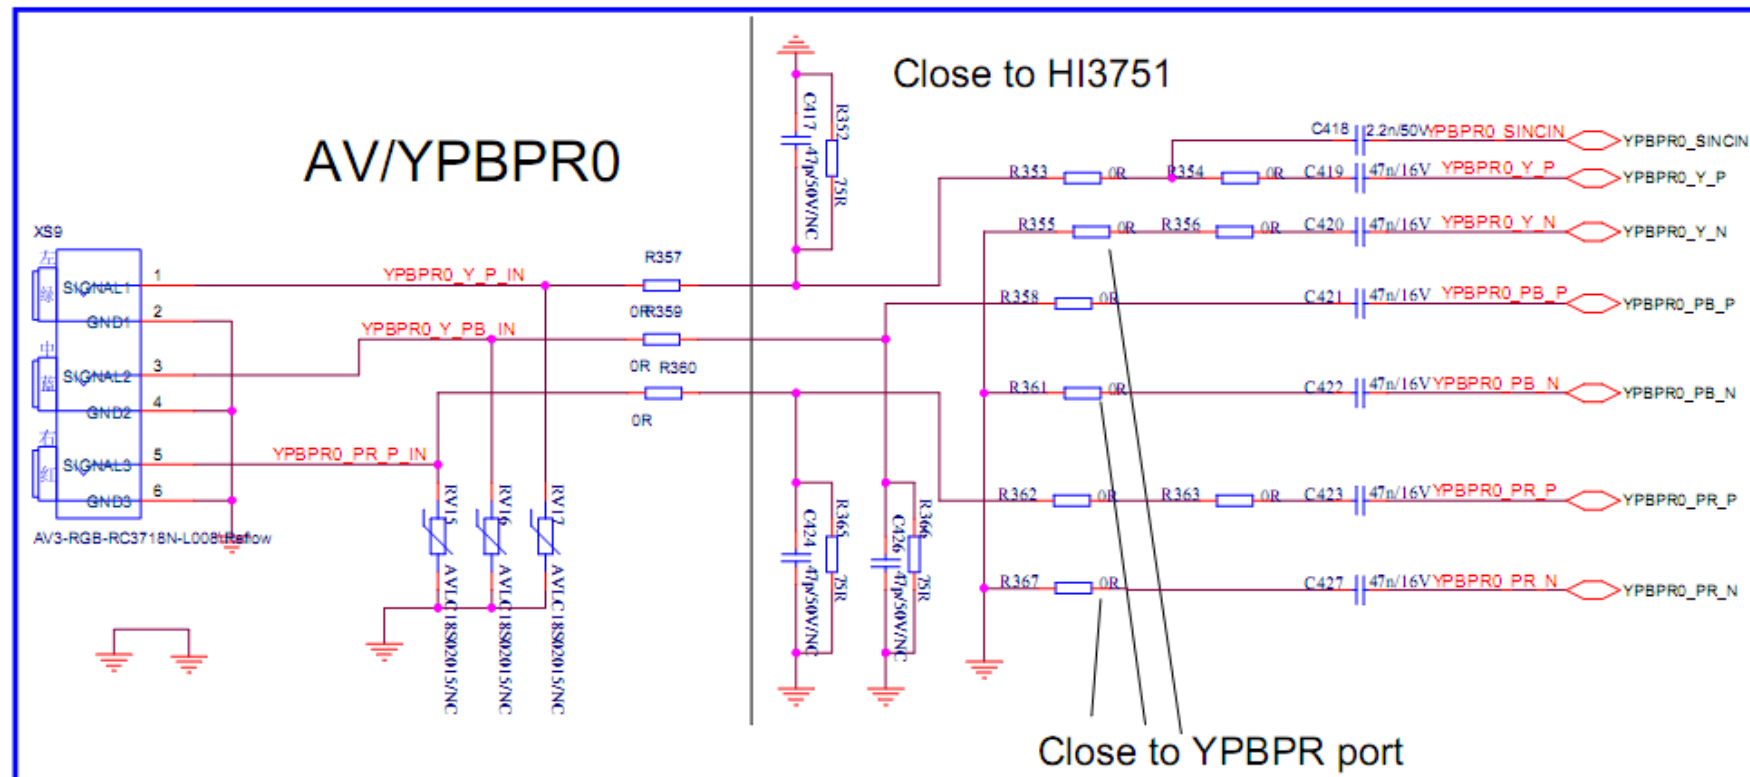 Close to HI3751
AV/YPBPR0
C417
47p/50V/NC
R352
75R
C418
2.2n/50V
YPBPR0_SINCIN
YPBPR0_SINCIN
R353
0R
R354
0R
C419
47n/16V
YPBPR0_Y_P
YPBPR0_Y_P
R355
0R
R356
0R
C420
47n/16V
YPBPR0_Y_N
YPBPR0_Y_N
XS9
左
绿
SIGNAL1
1
YPBPR0_Y_P_IN
R357
0R
GND1
2
YPBPR0_Y_PB_IN
R359
0R
R358
0R
C421
47n/16V
YPBPR0_PB_P
YPBPR0_PB_P
中
蓝
SIGNAL2
3
R360
0R
GND2
4
R361
0R
C422
47n/16V
YPBPR0_PB_N
YPBPR0_PB_N
右
红
SIGNAL3
5
YPBPR0_PR_P_IN
GND3
6
AV3-RGB-RC3718N-L008\Reflow
RV15
AVLC18S02015/NC
RV16
AVLC18S02015/NC
RV17
AVLC18S02015/NC
C424
47p/50V/NC
R365
75R
C426
47p/50V/NC
R366
75R
R362
0R
R363
0R
C423
47n/16V
YPBPR0_PR_P
YPBPR0_PR_P
R367
0R
C427
47n/16V
YPBPR0_PR_N
YPBPR0_PR_N
Close to YPBPR port